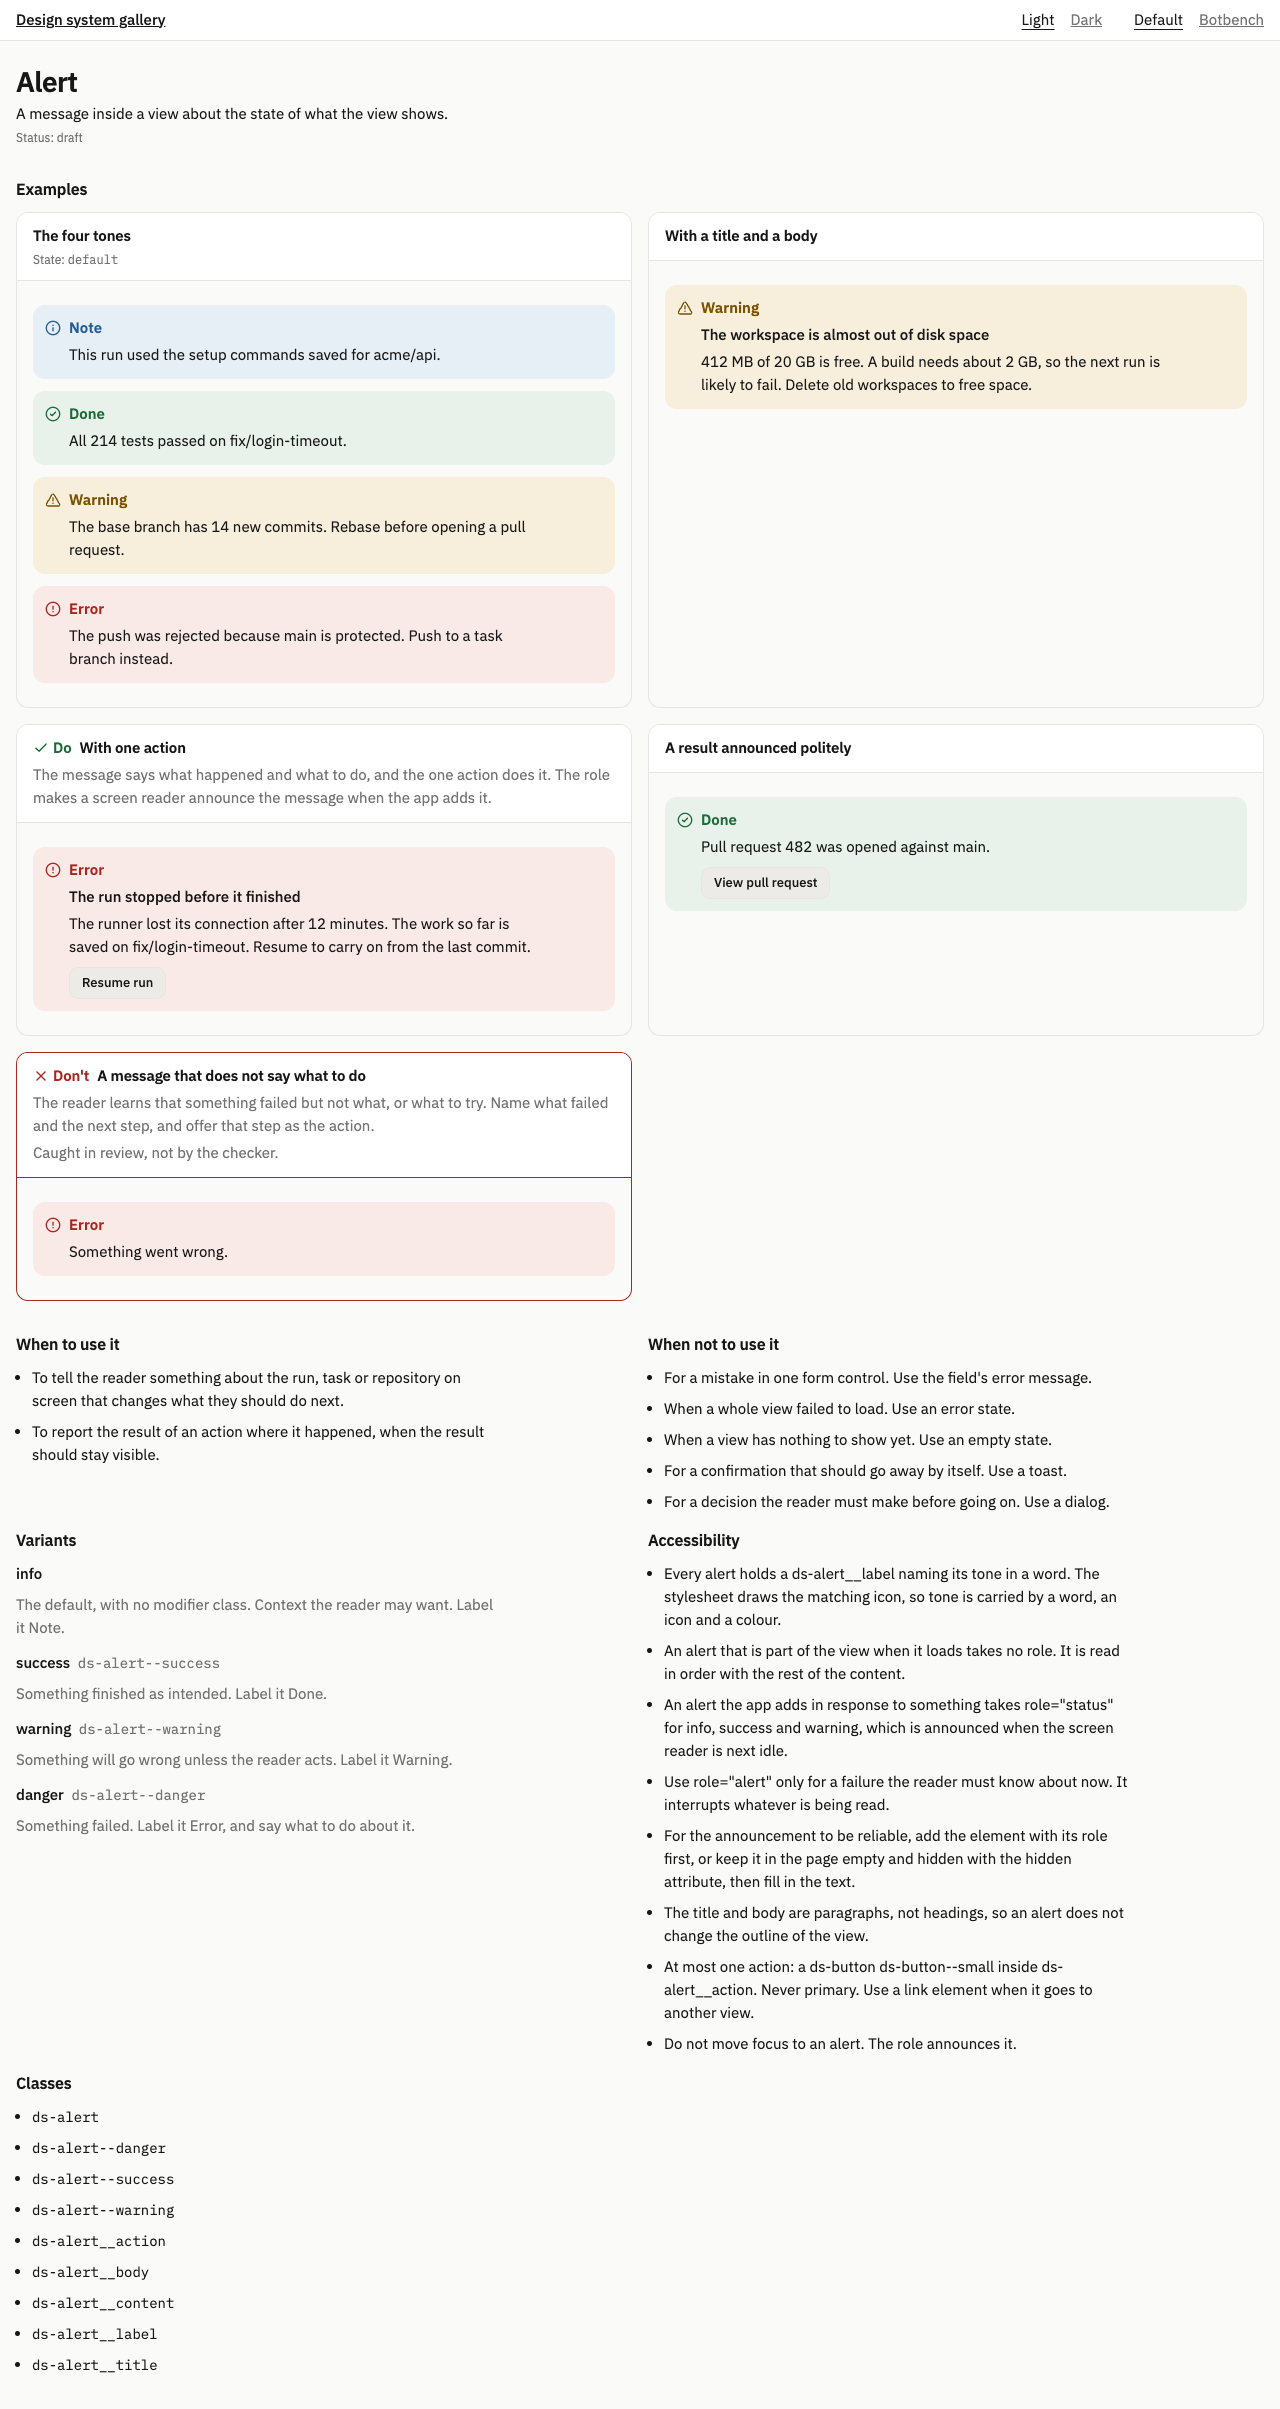 Design system gallery
Light Dark Default Botbench
Alert
A message inside a view about the state of what the view shows.
Status: draft
Examples
The four tones
State: default
Note
This run used the setup commands saved for acme/api.
Done
All 214 tests passed on fix/login-timeout.
Warning
The base branch has 14 new commits. Rebase before opening a pull
request.
Error
The push was rejected because main is protected. Push to a task
branch instead.
With a title and a body
Warning
The workspace is almost out of disk space
412 MB of 20 GB is free. A build needs about 2 GB, so the next run is
likely to fail. Delete old workspaces to free space.
Do With one action
The message says what happened and what to do, and the one action does it. The role
makes a screen reader announce the message when the app adds it.
Error
The run stopped before it finished
The runner lost its connection after 12 minutes. The work so far is
saved on fix/login-timeout. Resume to carry on from the last commit.
Resume run
A result announced politely
Done
Pull request 482 was opened against main.
View pull request
Don't A message that does not say what to do
The reader learns that something failed but not what, or what to try. Name what failed
and the next step, and offer that step as the action.
Caught in review, not by the checker.
Error
Something went wrong.
When to use it
To tell the reader something about the run, task or repository on
screen that changes what they should do next.
To report the result of an action where it happened, when the result
should stay visible.
When not to use it
For a mistake in one form control. Use the field's error message.
When a whole view failed to load. Use an error state.
When a view has nothing to show yet. Use an empty state.
For a confirmation that should go away by itself. Use a toast.
For a decision the reader must make before going on. Use a dialog.
Variants
info
The default, with no modifier class. Context the reader may want. Label
it Note.
success ds-alert--success
Something finished as intended. Label it Done.
warning ds-alert--warning
Something will go wrong unless the reader acts. Label it Warning.
danger ds-alert--danger
Something failed. Label it Error, and say what to do about it.
Accessibility
Every alert holds a ds-alert__label naming its tone in a word. The
stylesheet draws the matching icon, so tone is carried by a word, an
icon and a colour.
An alert that is part of the view when it loads takes no role. It is read
in order with the rest of the content.
An alert the app adds in response to something takes role="status"
for info, success and warning, which is announced when the screen
reader is next idle.
Use role="alert" only for a failure the reader must know about now. It
interrupts whatever is being read.
For the announcement to be reliable, add the element with its role
first, or keep it in the page empty and hidden with the hidden
attribute, then fill in the text.
The title and body are paragraphs, not headings, so an alert does not
change the outline of the view.
At most one action: a ds-button ds-button--small inside ds-
alert__action. Never primary. Use a link element when it goes to
another view.
Do not move focus to an alert. The role announces it.
Classes
ds-alert
ds-alert--danger
ds-alert--success
ds-alert--warning
ds-alert__action
ds-alert__body
ds-alert__content
ds-alert__label
ds-alert__title